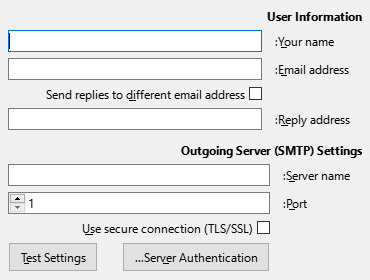 User Information
:Your name
:Email address
Send replies to different email address
:Reply address
Outgoing Server (SMTP) Settings
:Server name
:Port
1
Use secure connection (TLS/SSL)
Test Settings
...Server Authentication